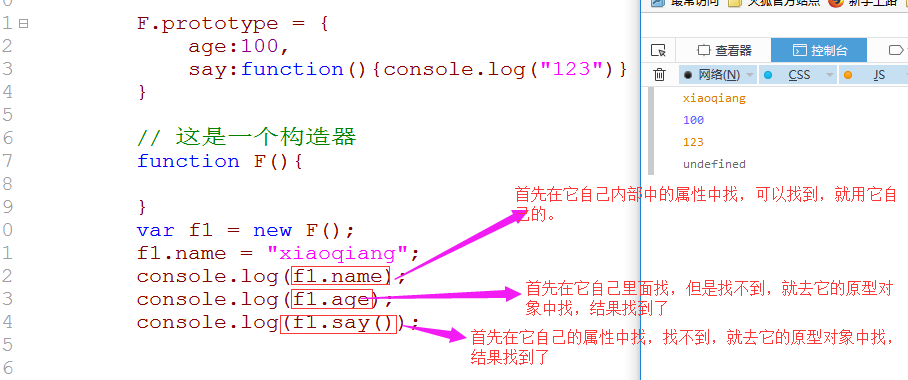 最常访问 火狐官方站点 新手上路
查看器 控制台
网络(N) CSS JS
xiaoqiang
100
123
undefined
1 F.prototype = {
2 age:100,
3 say:function(){console.log("123")}
4 }
5
6 // 这是一个构造器
7 function F(){
8
9 }
0 var f1 = new F();
1 f1.name = "xiaoqiang";
2 console.log(f1.name);
3 console.log(f1.age);
4 console.log(f1.say());
5
6
首先在它自己内部中的属性中找，可以找到，就用它自
己的。
首先在它自己里面找，但是找不到，就去它的原型对
象中找，结果找到了
首先在它自己的属性中找，找不到，就去它的原型对象中找，
结果找到了